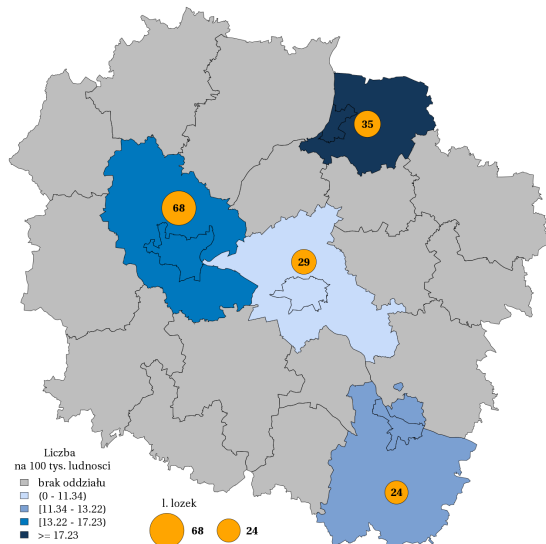 35
68
29
24
Liczba
na 100 tys. ludnosci
brak oddziału
(0 - 11.34)
[11.34 - 13.22)
[13.22 - 17.23)
>= 17.23
l. lozek
68 24